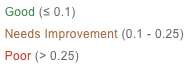 Good (≤ 0.1)
Needs Improvement (0.1 - 0.25)
Poor (> 0.25)